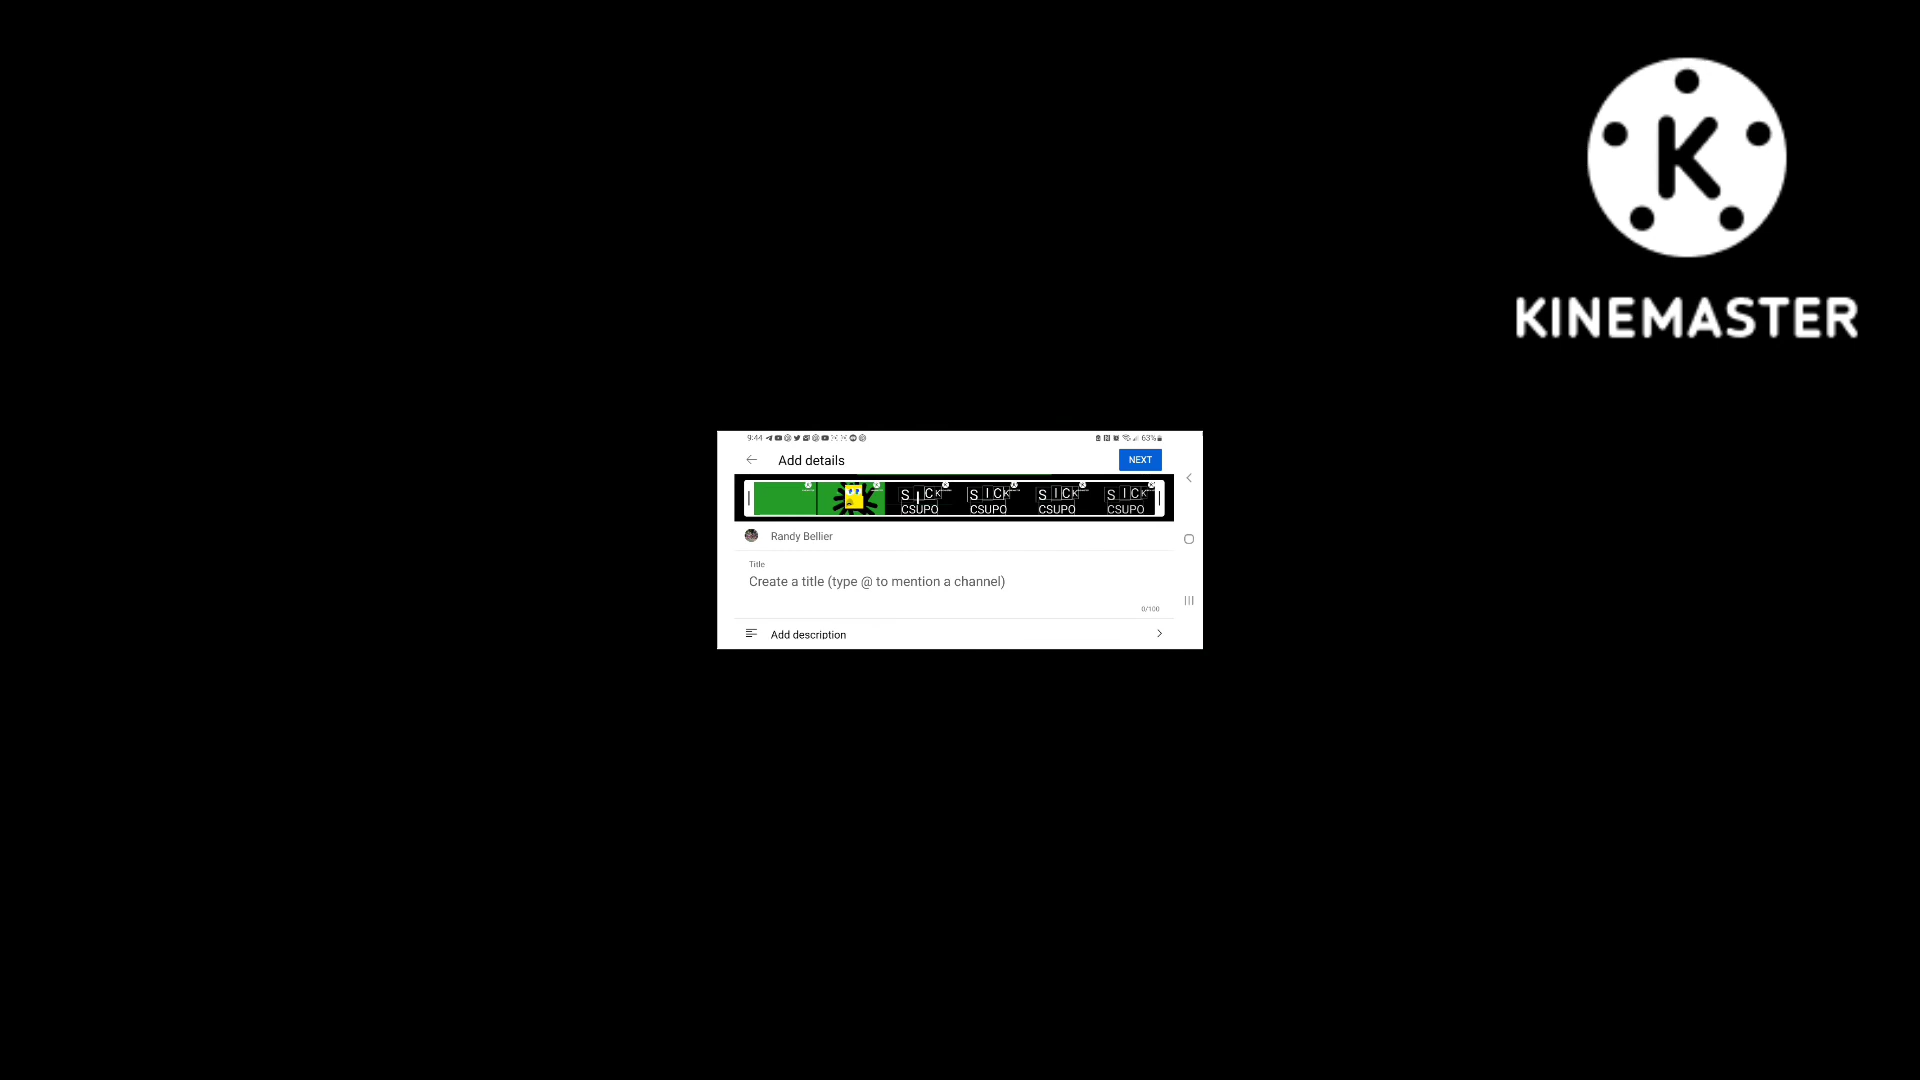 K
KINEMASTER
9:44
63%
Add details
NEXT
S I C K
CSUPO
S I C K
CSUPO
S I C K
CSUPO
S I C K
CSUPO
Randy Bellier
Title
Create a title (type @ to mention a channel)
0/100
Add description